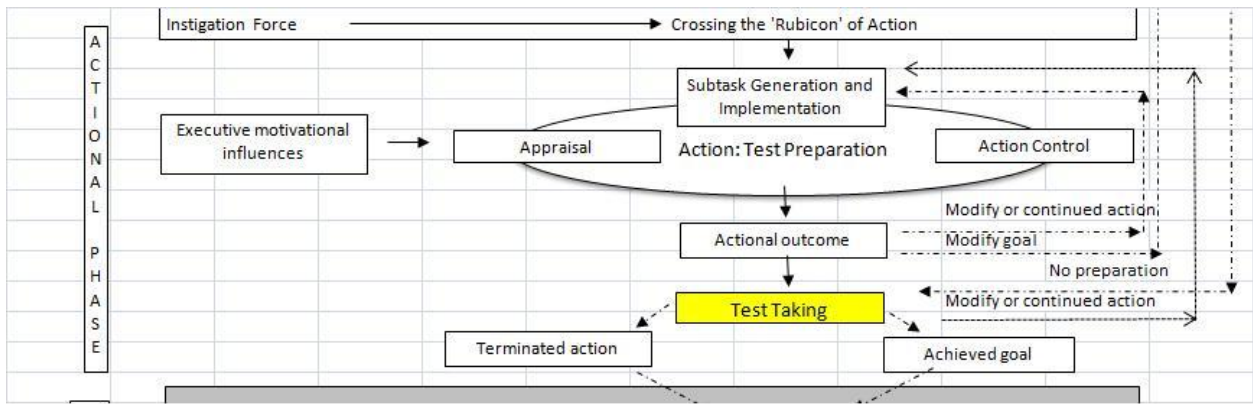 Instigation Force
Crossing the 'Rubicon' of Action
ACTIONAL PHASE
Subtask Generation and
Implementation
Executive motivational
influences
Appraisal
Action: Test Preparation
Action Control
Modify or continued action
Actional outcome
Modify goal
No preparation
Modify or continued action
Test Taking
Terminated action
Achieved goal